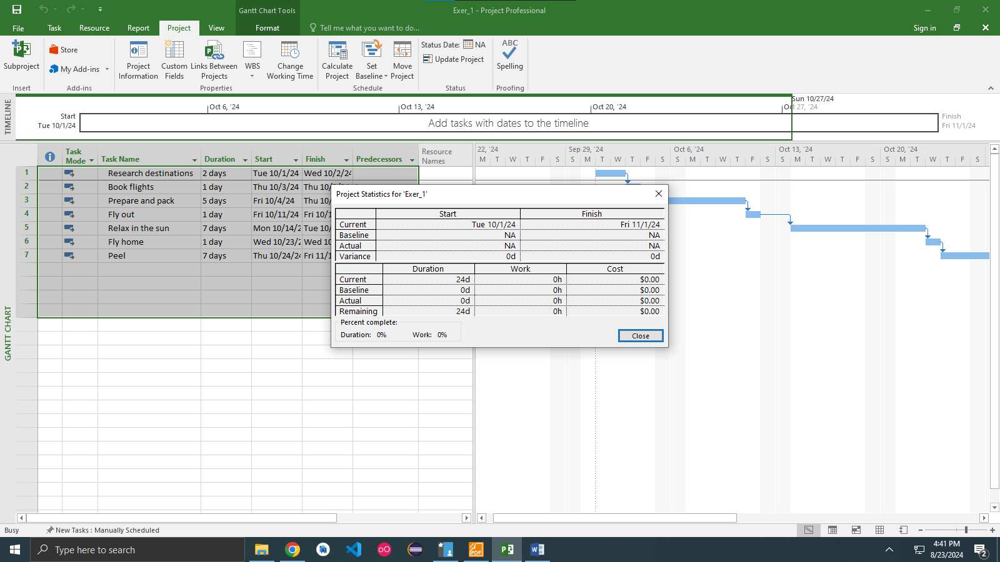 Gantt Chart Tools
Exer_1 - Project Professional
File
Task
Resource
Report
Project
View
Format
Tell me what you want to do...
Sign in
Subproject
Insert
Store
My Add-ins
Add-ins
Project Information
Custom Fields
Links Between Projects
WBS
Change Working Time
Properties
Calculate Project
Set Baseline
Move Project
Schedule
Status Date: NA
Update Project
Status
ABC
Spelling
Proofing
TIMELINE
Sun 10/27/24
Oct 6, '24
Oct 13, '24
Oct 20, '24
Oct 27, '24
Start
Tue 10/1/24
Add tasks with dates to the timeline
Finish
Fri 11/1/24
GANTT CHART
Task Mode
Task Name
Duration
Start
Finish
Predecessors
Resource Names
1 Research destinations 2 days Tue 10/1/24 Wed 10/2/24
2 Book flights 1 day Thu 10/3/24 Thu 10/
3 Prepare and pack 5 days Fri 10/4/24 Thu 10/
4 Fly out 1 day Fri 10/11/24 Fri 10/1
5 Relax in the sun 7 days Mon 10/14/2 Tue 10/
6 Fly home 1 day Wed 10/23/2 Wed 10
7 Peel 7 days Thu 10/24/24 Fri 11/1
22, '24
Sep 29, '24
Oct 6, '24
Oct 13, '24
Oct 20, '24
M T W T F S S M T W T F S S M T W T F S S M T W T F S S M T W T F S
Project Statistics for 'Exer_1'
Start Finish
Current Tue 10/1/24 Fri 11/1/24
Baseline NA NA
Actual NA NA
Variance 0d 0d
Duration Work Cost
Current 24d 0h $0.00
Baseline 0d 0h $0.00
Actual 0d 0h $0.00
Remaining 24d 0h $0.00
Percent complete:
Duration: 0% Work: 0%
Close
Busy
New Tasks : Manually Scheduled
Type here to search
4:41 PM
8/23/2024
2